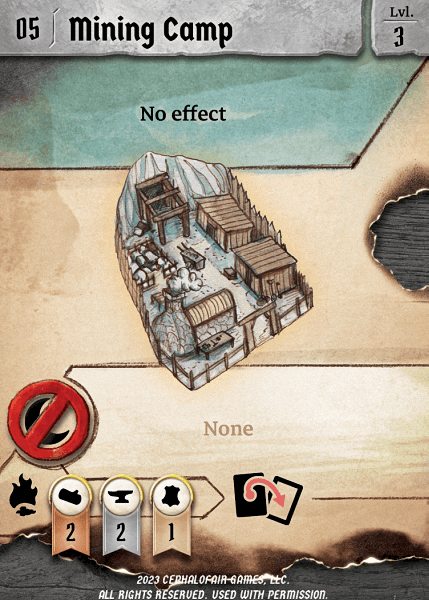 05 Mining Camp Lvl.
3
No effect
None
2 2 1
2023 CEPHALOFAIR GAMES, LLC.
ALL RIGHTS RESERVED. USED WITH PERMISSION.